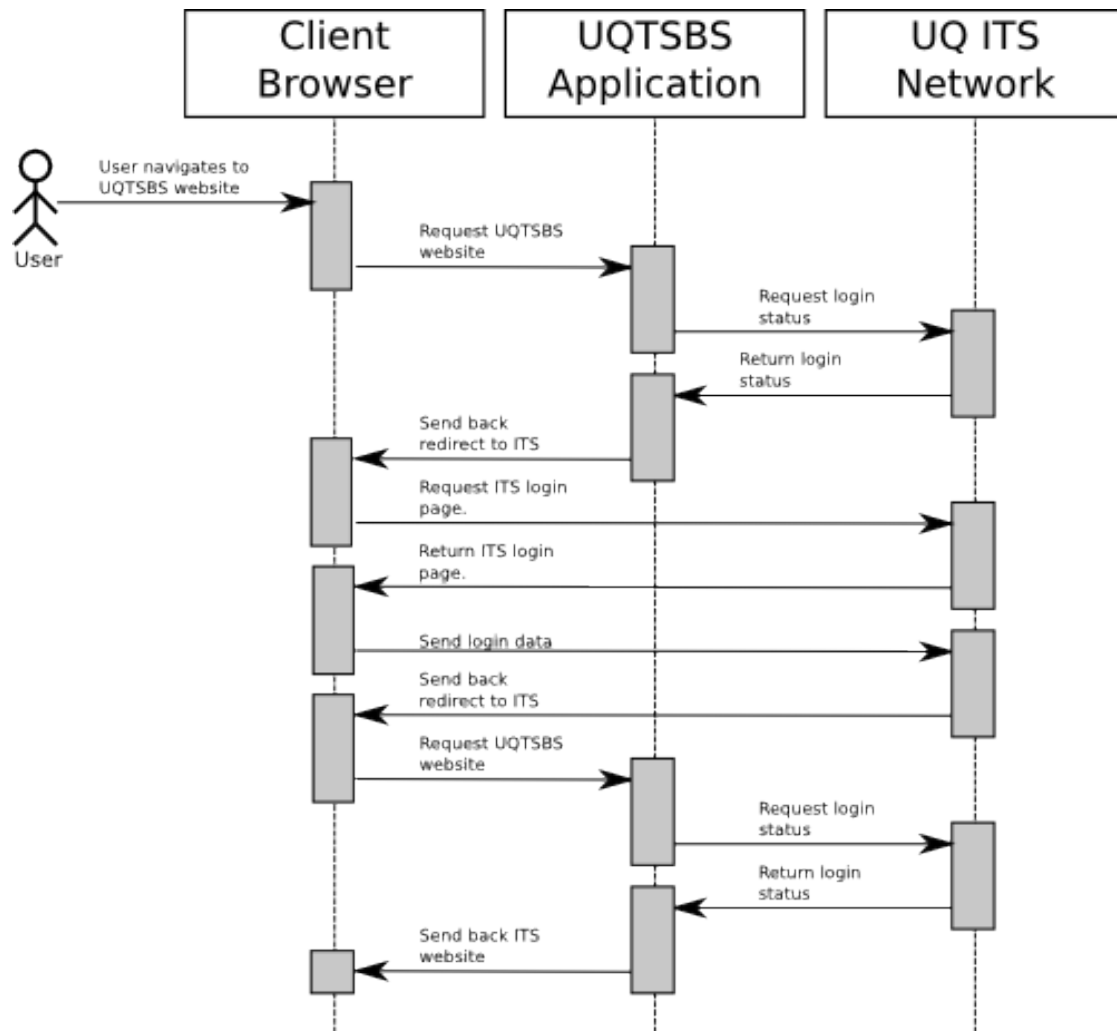 Client
Browser
UQTSBS
Application
UQ ITS
Network
User navigates to
UQTSBS website
User
Request UQTSBS
website
Request login
status
Return login
status
Send back
redirect to ITS
Request ITS login
page.
Return ITS login
page.
Send login data
Send back
redirect to ITS
Request UQTSBS
website
Request login
status
Return login
status
Send back ITS
website